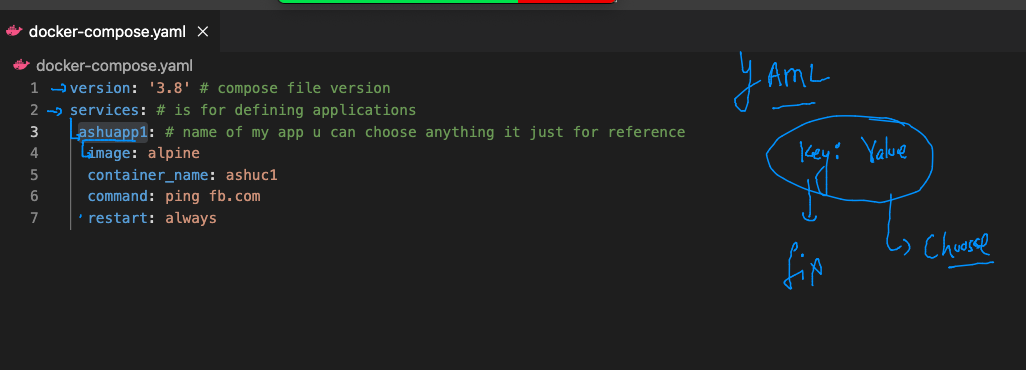 docker-compose.yaml
docker-compose.yaml
1 version: '3.8' # compose file version
2 services: # is for defining applications
3 ashuapp1: # name of my app u can choose anything it just for reference
4 image: alpine
5 container_name: ashuc1
6 command: ping fb.com
7 restart: always
YAML
Key: Value
fix
Choose